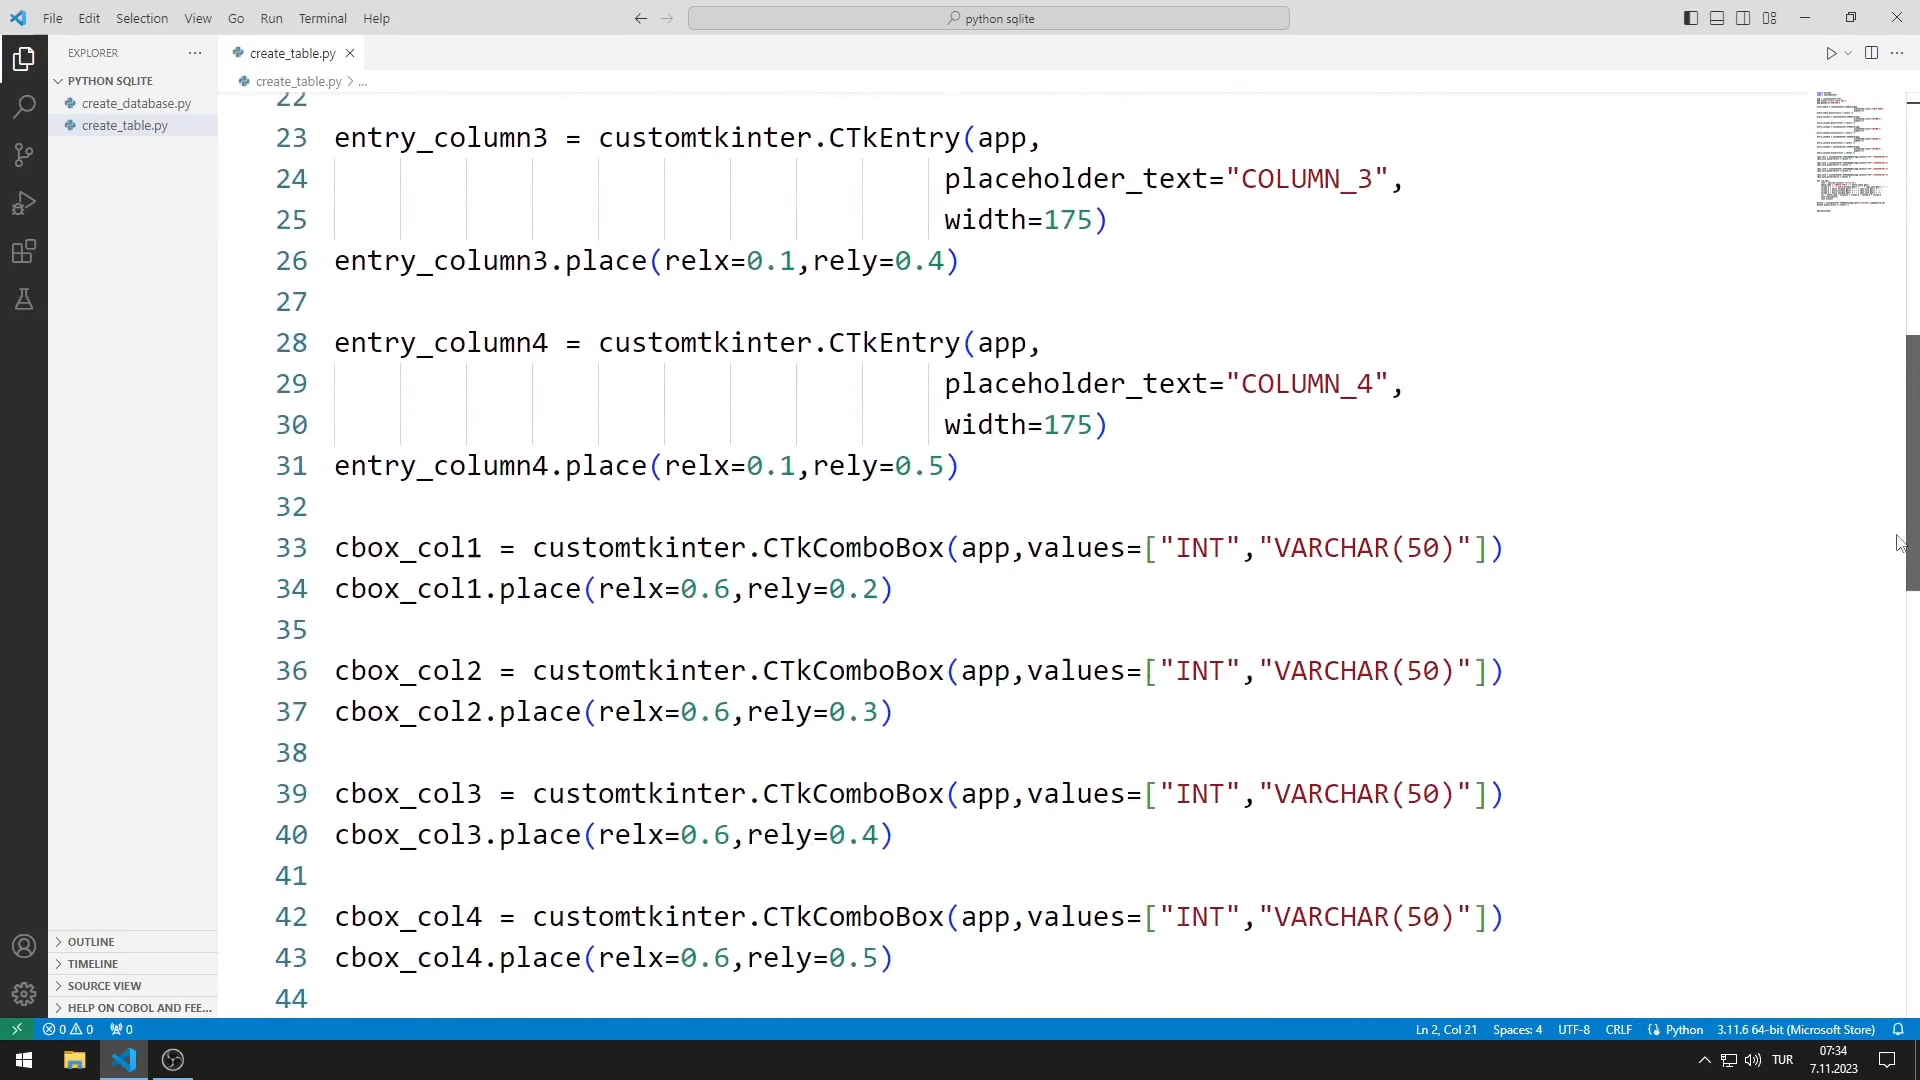 File Edit Selection View Go Run Terminal Help
python sqlite
EXPLORER
PYTHON SQLITE
create_database.py
create_table.py
OUTLINE
TIMELINE
SOURCE VIEW
HELP ON COBOL AND FEE...
create_table.py
create_table.py > ...
22
23 entry_column3 = customtkinter.CTkEntry(app,
24 placeholder_text="COLUMN_3",
25 width=175)
26 entry_column3.place(relx=0.1,rely=0.4)
27
28 entry_column4 = customtkinter.CTkEntry(app,
29 placeholder_text="COLUMN_4",
30 width=175)
31 entry_column4.place(relx=0.1,rely=0.5)
32
33 cbox_col1 = customtkinter.CTkComboBox(app,values=["INT","VARCHAR(50)"])
34 cbox_col1.place(relx=0.6,rely=0.2)
35
36 cbox_col2 = customtkinter.CTkComboBox(app,values=["INT","VARCHAR(50)"])
37 cbox_col2.place(relx=0.6,rely=0.3)
38
39 cbox_col3 = customtkinter.CTkComboBox(app,values=["INT","VARCHAR(50)"])
40 cbox_col3.place(relx=0.6,rely=0.4)
41
42 cbox_col4 = customtkinter.CTkComboBox(app,values=["INT","VARCHAR(50)"])
43 cbox_col4.place(relx=0.6,rely=0.5)
44
0 0 0 Ln 2, Col 21 Spaces: 4 UTF-8 CRLF Python 3.11.6 64-bit (Microsoft Store)
TUR
07:34
7.11.2023